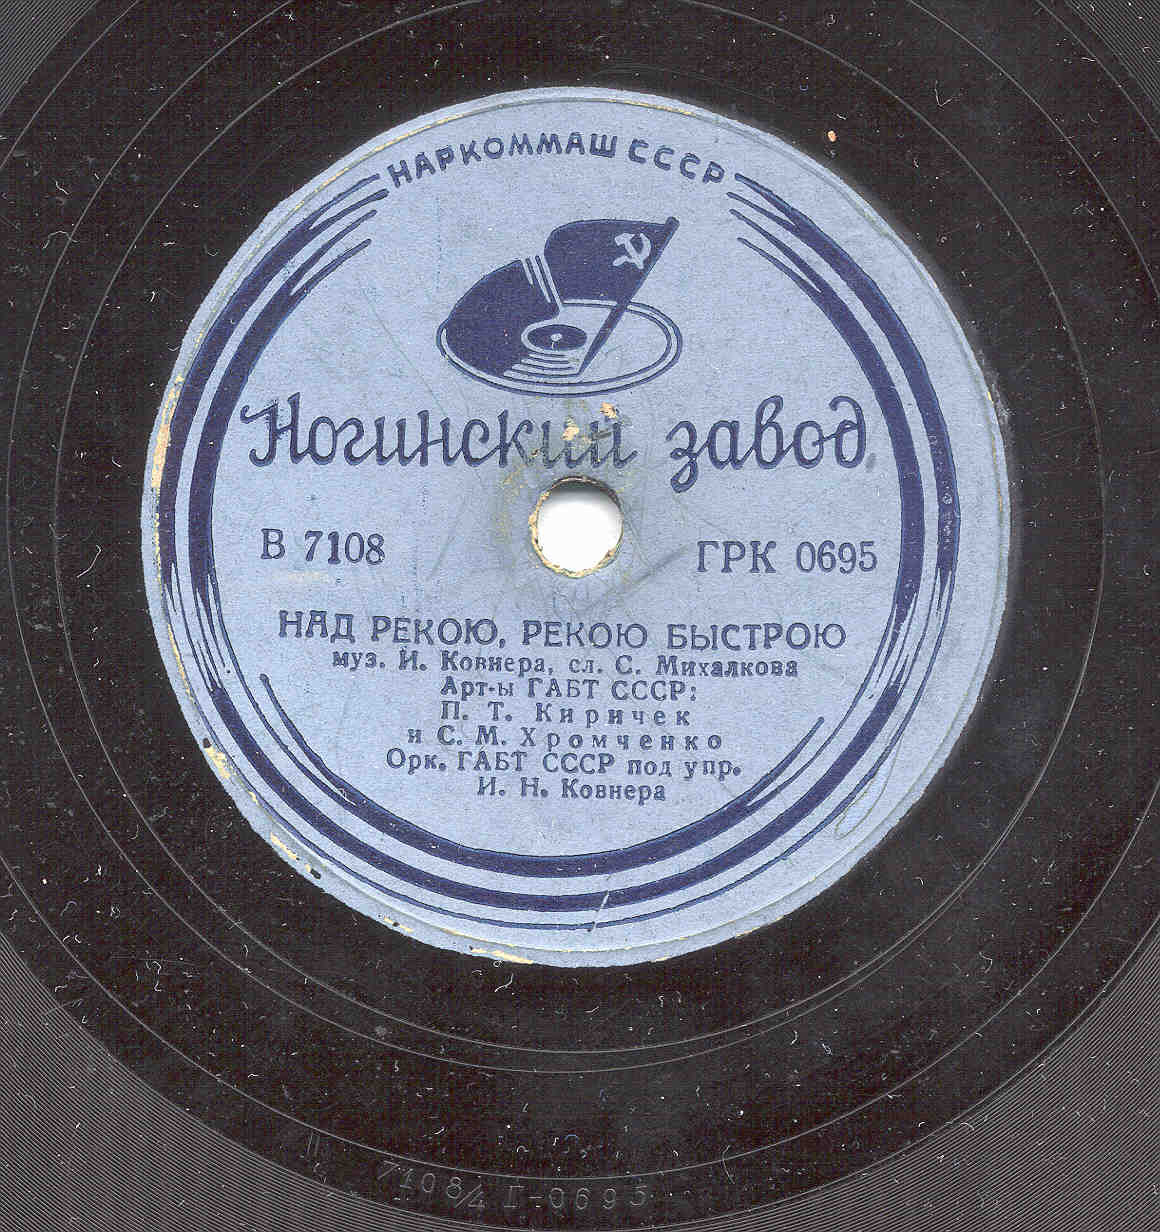 НАРКОММАШ СССР
Ногинский завод
В 7108 ГРК 0695
НАД РЕКОЮ, РЕКОЮ БЫСТРОЮ
муз. И. Ковнера, сл. С. Михалкова
Арт-ы ГАБТ СССР:
П. Т. Киричек
и С. М. Хромченко
Орк. ГАБТ СССР под упр.
И. Н. Ковнера
7108/4 Г-0695